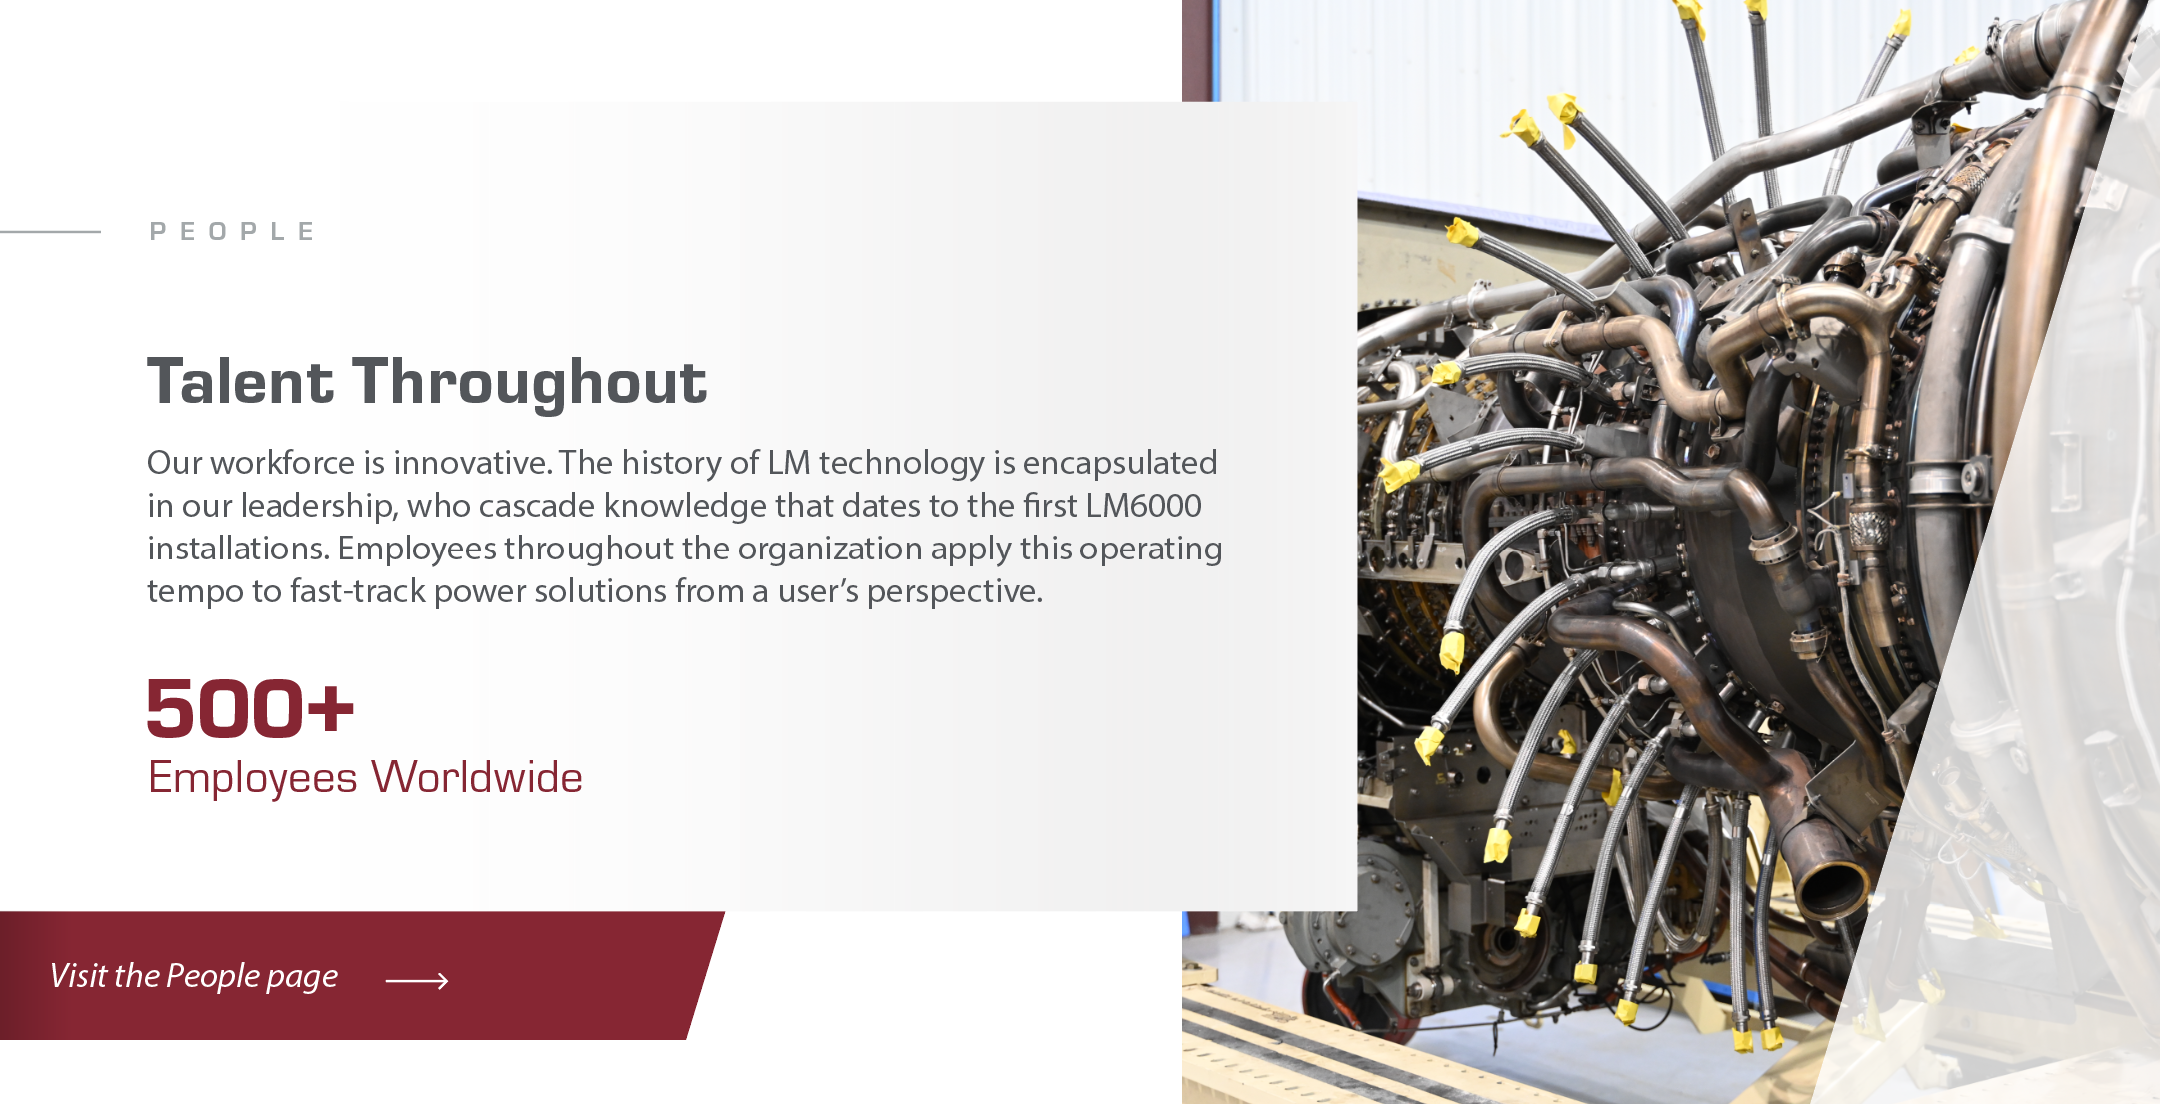 PEOPLE
Talent Throughout
Our workforce is innovative. The history of LM technology is encapsulated
in our leadership, who cascade knowledge that dates to the first LM6000
installations. Employees throughout the organization apply this operating
tempo to fast-track power solutions from a user’s perspective.
500+
Employees Worldwide
Visit the People page